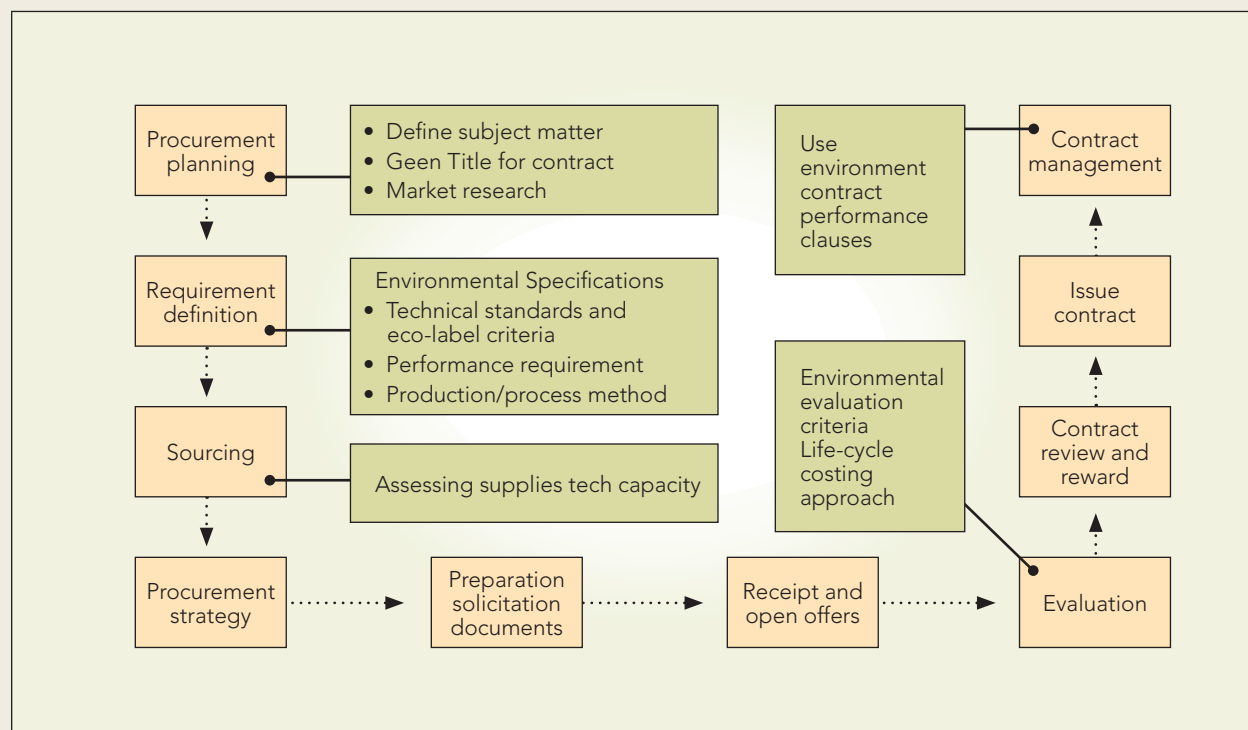 Procurement
planning
• Define subject matter
• Geen Title for contract
• Market research
Use
environment
contract
performance
clauses
Contract
management
Requirement
definition
Environmental Specifications
• Technical standards and
eco-label criteria
• Performance requirement
• Production/process method
Issue
contract
Environmental
evaluation
criteria
Life-cycle
costing
approach
Sourcing
Assessing supplies tech capacity
Contract
review and
reward
Procurement
strategy
Preparation
solicitation
documents
Receipt and
open offers
Evaluation